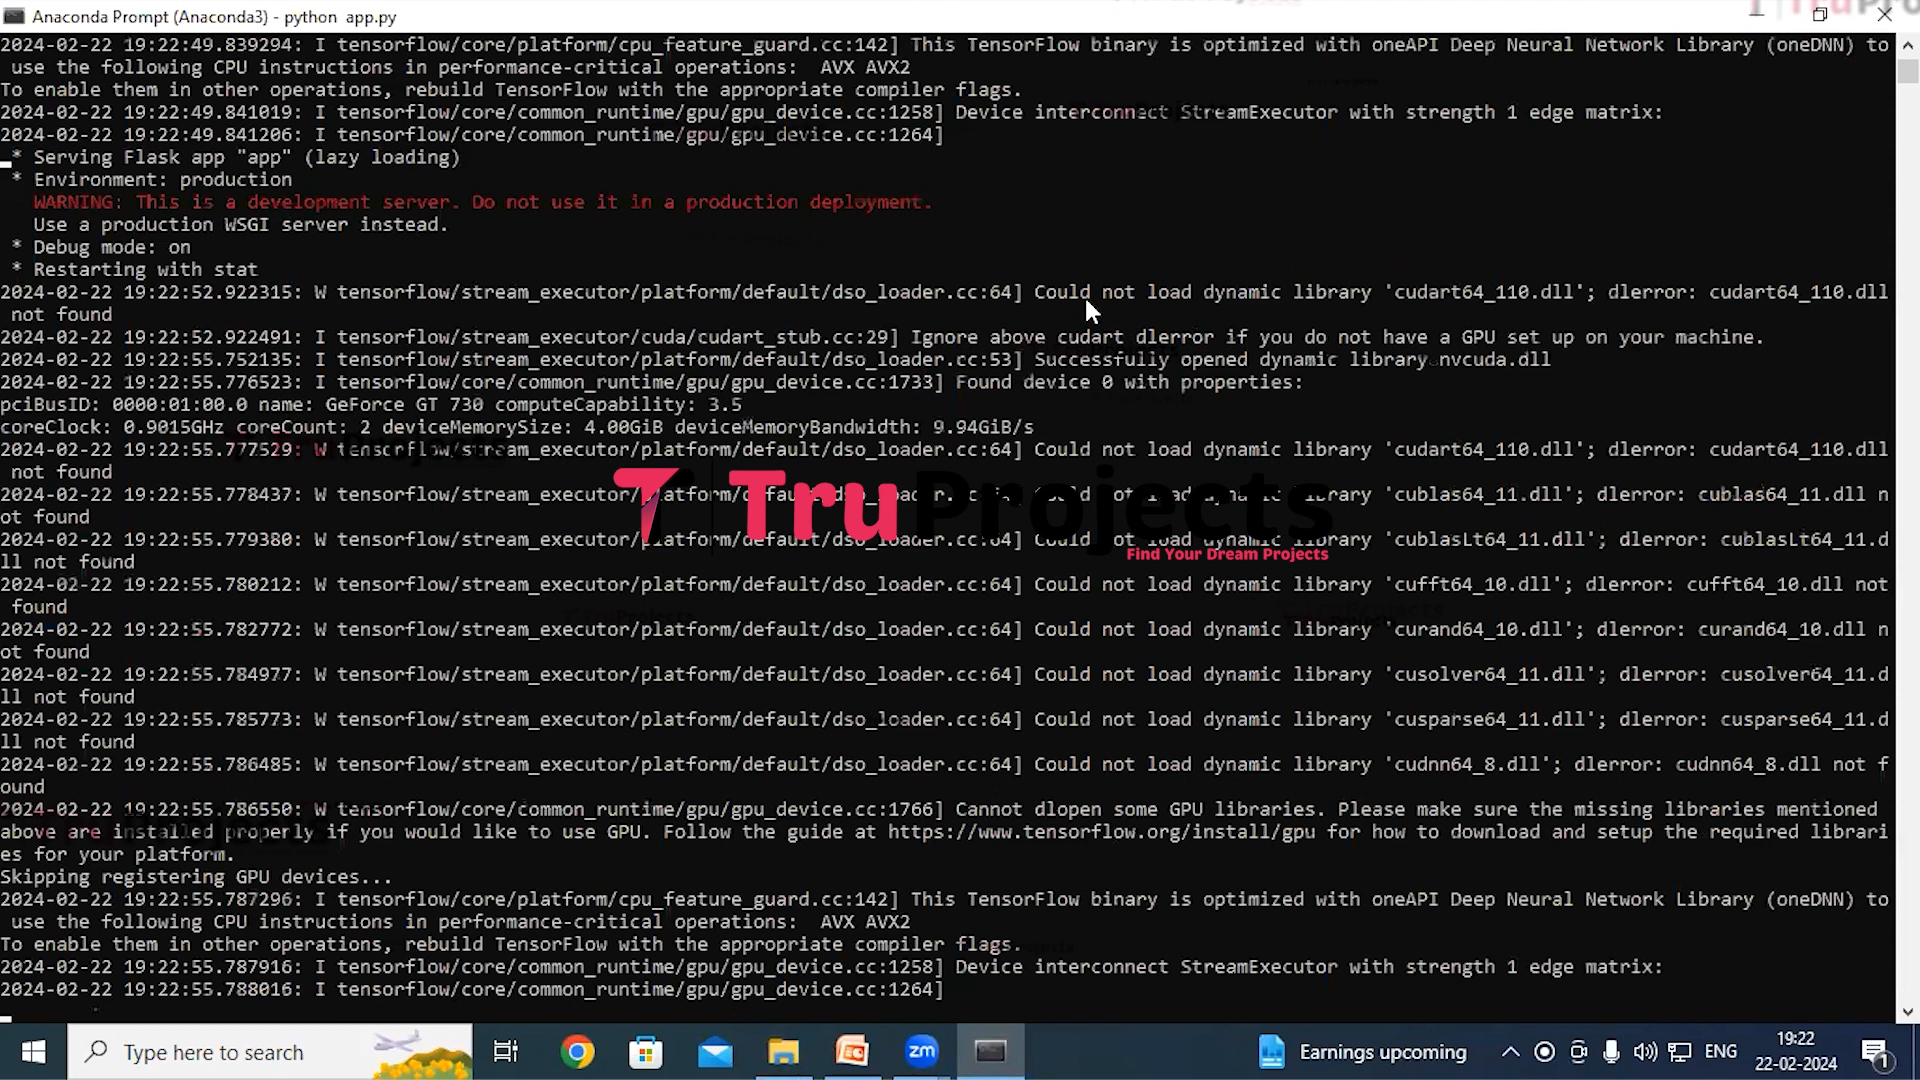 Anaconda Prompt (Anaconda3) - python  app.py
2024-02-22 19:22:49.839294: I tensorflow/core/platform/cpu_feature_guard.cc:142] This TensorFlow binary is optimized with oneAPI Deep Neural Network Library (oneDNN) to
use the following CPU instructions in performance-critical operations:  AVX AVX2
To enable them in other operations, rebuild TensorFlow with the appropriate compiler flags.
2024-02-22 19:22:49.841019: I tensorflow/core/common_runtime/gpu/gpu_device.cc:1258] Device interconnect StreamExecutor with strength 1 edge matrix:
2024-02-22 19:22:49.841206: I tensorflow/core/common_runtime/gpu/gpu_device.cc:1264]
* Serving Flask app "app" (lazy loading)
* Environment: production
WARNING: This is a development server. Do not use it in a production deployment.
Use a production WSGI server instead.
* Debug mode: on
* Restarting with stat
2024-02-22 19:22:52.922315: W tensorflow/stream_executor/platform/default/dso_loader.cc:64] Could not load dynamic library 'cudart64_110.dll'; dlerror: cudart64_110.dll
not found
2024-02-22 19:22:52.922491: I tensorflow/stream_executor/cuda/cudart_stub.cc:29] Ignore above cudart dlerror if you do not have a GPU set up on your machine.
2024-02-22 19:22:55.752135: I tensorflow/stream_executor/platform/default/dso_loader.cc:53] Successfully opened dynamic library nvcuda.dll
2024-02-22 19:22:55.776523: I tensorflow/core/common_runtime/gpu/gpu_device.cc:1733] Found device 0 with properties:
pciBusID: 0000:01:00.0 name: GeForce GT 730 computeCapability: 3.5
coreClock: 0.9015GHz coreCount: 2 deviceMemorySize: 4.00GiB deviceMemoryBandwidth: 9.94GiB/s
2024-02-22 19:22:55.777529: W tensorflow/stream_executor/platform/default/dso_loader.cc:64] Could not load dynamic library 'cudart64_110.dll'; dlerror: cudart64_110.dll
not found
2024-02-22 19:22:55.778437: W tensorflow/stream_executor/platform/default/dso_loader.cc:64] Could not load dynamic library 'cublas64_11.dll'; dlerror: cublas64_11.dll n
ot found
TruProjects
2024-02-22 19:22:55.779380: W tensorflow/stream_executor/platform/default/dso_loader.cc:64] Could not load dynamic library 'cublasLt64_11.dll'; dlerror: cublasLt64_11.d
ll not found
Find Your Dream Projects
2024-02-22 19:22:55.780212: W tensorflow/stream_executor/platform/default/dso_loader.cc:64] Could not load dynamic library 'cufft64_10.dll'; dlerror: cufft64_10.dll not
found
2024-02-22 19:22:55.782772: W tensorflow/stream_executor/platform/default/dso_loader.cc:64] Could not load dynamic library 'curand64_10.dll'; dlerror: curand64_10.dll n
ot found
2024-02-22 19:22:55.784977: W tensorflow/stream_executor/platform/default/dso_loader.cc:64] Could not load dynamic library 'cusolver64_11.dll'; dlerror: cusolver64_11.d
ll not found
2024-02-22 19:22:55.785773: W tensorflow/stream_executor/platform/default/dso_loader.cc:64] Could not load dynamic library 'cusparse64_11.dll'; dlerror: cusparse64_11.d
ll not found
2024-02-22 19:22:55.786485: W tensorflow/stream_executor/platform/default/dso_loader.cc:64] Could not load dynamic library 'cudnn64_8.dll'; dlerror: cudnn64_8.dll not f
ound
2024-02-22 19:22:55.786550: W tensorflow/core/common_runtime/gpu/gpu_device.cc:1766] Cannot dlopen some GPU libraries. Please make sure the missing libraries mentioned
above are installed properly if you would like to use GPU. Follow the guide at https://www.tensorflow.org/install/gpu for how to download and setup the required librari
es for your platform.
Skipping registering GPU devices...
2024-02-22 19:22:55.787296: I tensorflow/core/platform/cpu_feature_guard.cc:142] This TensorFlow binary is optimized with oneAPI Deep Neural Network Library (oneDNN) to
use the following CPU instructions in performance-critical operations:  AVX AVX2
To enable them in other operations, rebuild TensorFlow with the appropriate compiler flags.
2024-02-22 19:22:55.787916: I tensorflow/core/common_runtime/gpu/gpu_device.cc:1258] Device interconnect StreamExecutor with strength 1 edge matrix:
2024-02-22 19:22:55.788016: I tensorflow/core/common_runtime/gpu/gpu_device.cc:1264]
Type here to search
zm
Earnings upcoming
ENG
19:22
22-02-2024
1